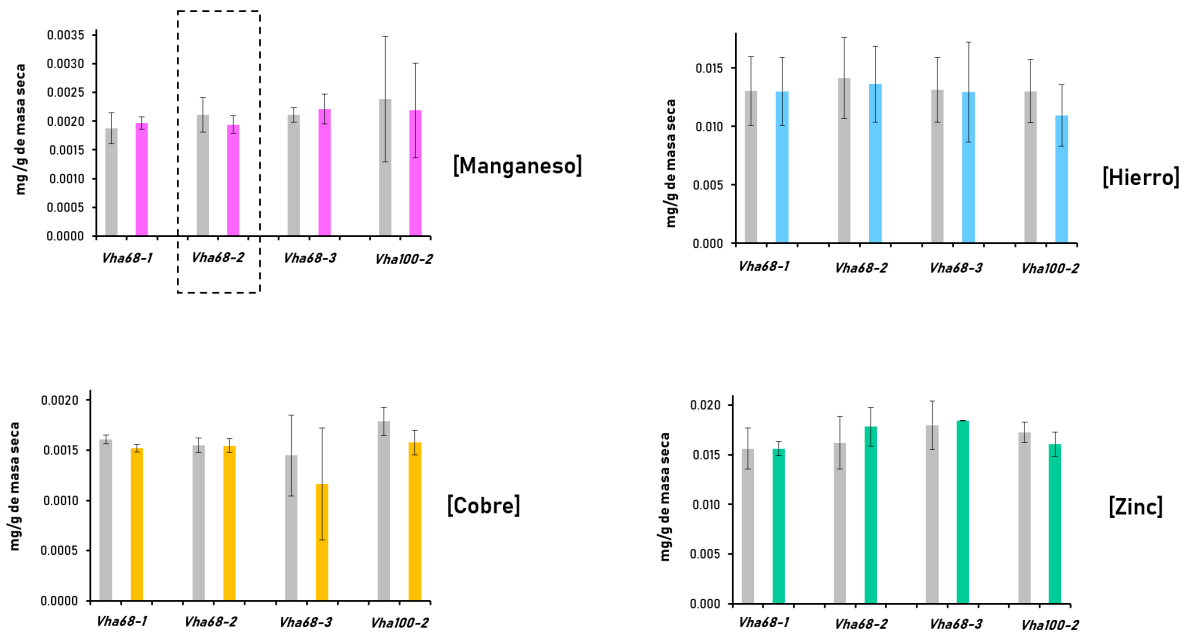 mg/g de masa seca
0.0035
0.0030
0.0025
0.0020
0.0015
0.0010
0.0005
0.0000
Vha68-1 Vha68-2 Vha68-3 Vha100-2
[Manganeso]
mg/g de masa seca
0.015
0.010
0.005
0.000
Vha68-1 Vha68-2 Vha68-3 Vha100-2
[Hierro]
mg/g de masa seca
0.0020
0.0015
0.0010
0.0005
0.0000
Vha68-1 Vha68-2 Vha68-3 Vha100-2
[Cobre]
mg/g de masa seca
0.020
0.015
0.010
0.005
0.000
Vha68-1 Vha68-2 Vha68-3 Vha100-2
[Zinc]